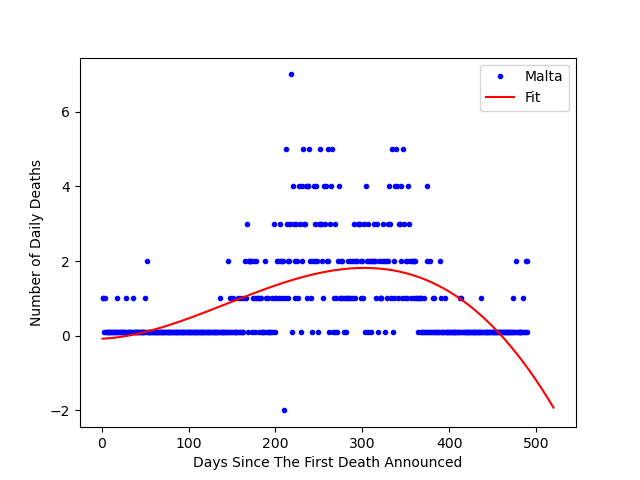 Malta
Fit
6
4
2
0
−2
Number of Daily Deaths
0 100 200 300 400 500
Days Since The First Death Announced